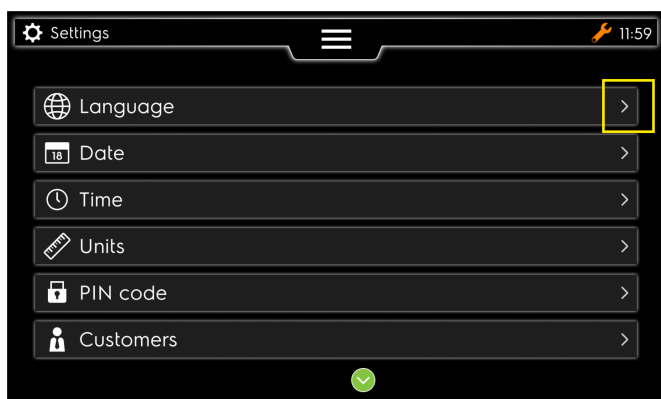 Settings
11:59
Language
18 Date
Time
Units
PIN code
Customers